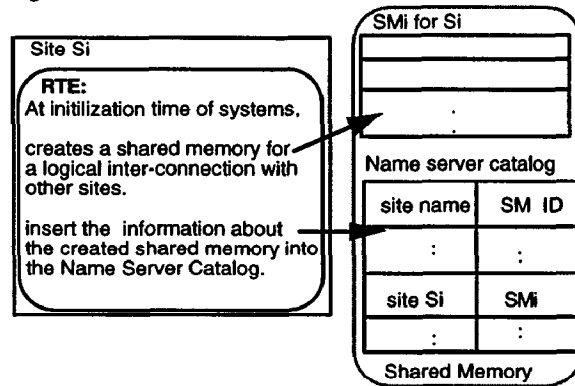 Site Si
RTE:
At initilization time of systems,
creates a shared memory for
a logical inter-connection with
other sites.
insert the information about
the created shared memory into
the Name Server Catalog.
SMi for Si
:
Name server catalog
site name SM ID
: :
site Si SMi
: :
Shared Memory